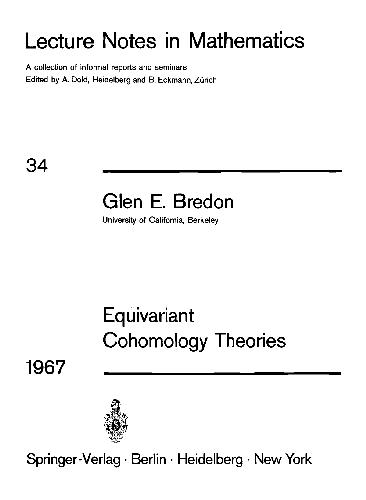 Lecture Notes in Mathematics
A collection of informal reports and seminars
Edited by A. Dold, Heidelberg and B. Eckmann, Zürich
34
Glen E. Bredon
University of California, Berkeley
Equivariant
Cohomology Theories
1967
Springer-Verlag · Berlin · Heidelberg · New York